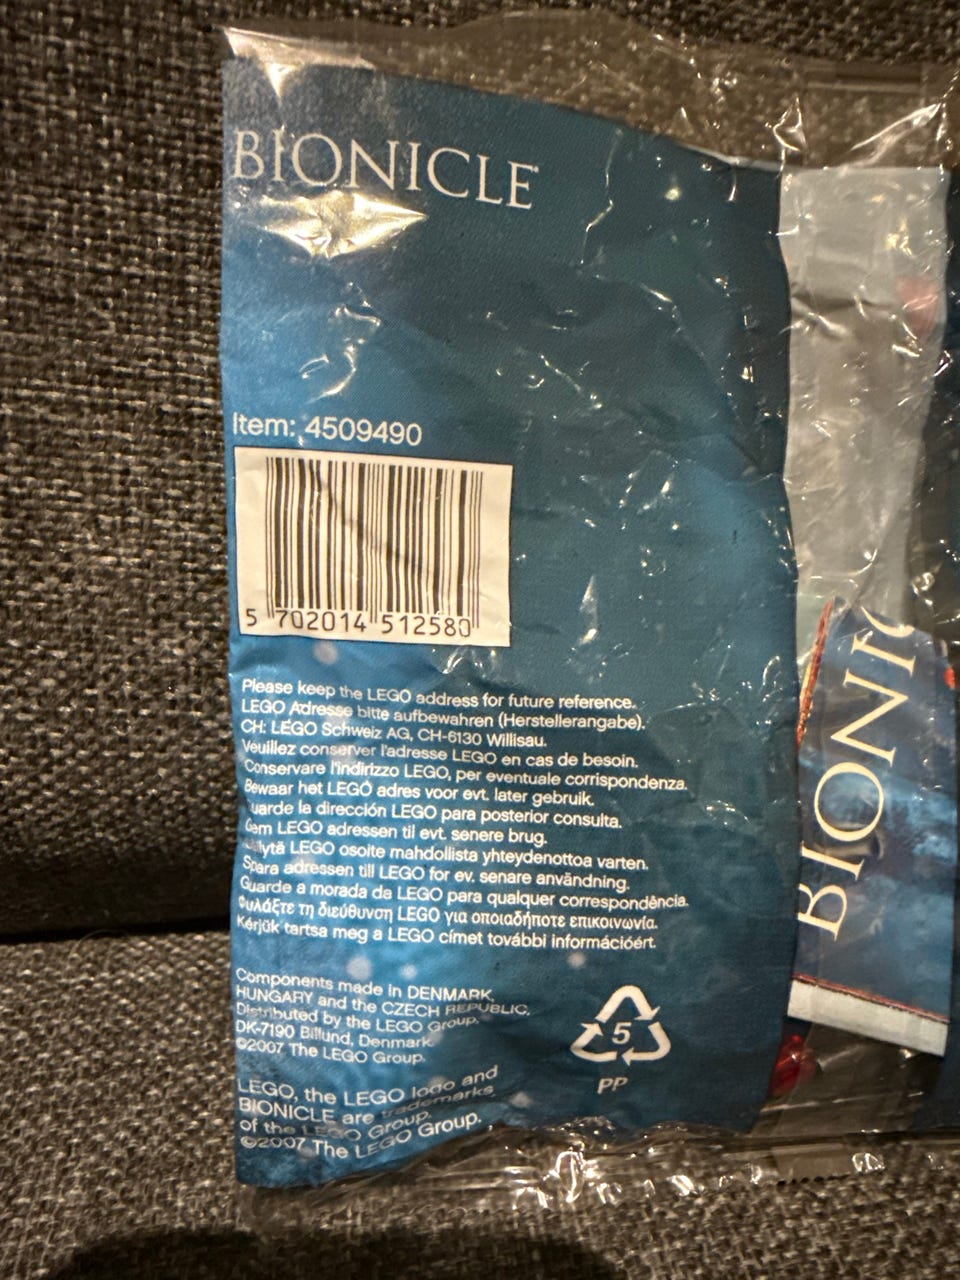 BIONICLE
Item: 4509490
5 702014 512580
Please keep the LEGO address for future reference.
LEGO Adresse bitte aufbewahren (Herstellerangabe).
CH: LEGO Schweiz AG, CH-6130 Willisau.
Veuillez conserver l'adresse LEGO en cas de besoin.
Conservare l'indirizzo LEGO, per eventuale corrispondenza.
Bewaar het LEGO adres voor evt. later gebruik.
uarde la dirección LEGO para posterior consulta.
Gem LEGO adressen til evt. senere brug.
LEGO osoite mahdollista yhteydenottoa varten.
Spara adressen till LEGO for ev. senare användning.
Guarde a morada da LEGO para qualquer correspondência.
Φυλάξτε τη διεύθυνση LEGO για οποιαδήποτε επικοινωνία.
Kérjük tartsa meg a LEGO címet további információért.
Components made in DENMARK,
HUNGARY and the CZECH REPUBLIC,
Distributed by the LEGO Group.
DK-7190 Billund, Denmark
©2007 The LEGO Group.
5
PP
LEGO, the LEGO logo and
BIONICLE are trademarks
of the LEGO Group.
©2007 The LEGO Group.
BIONIC